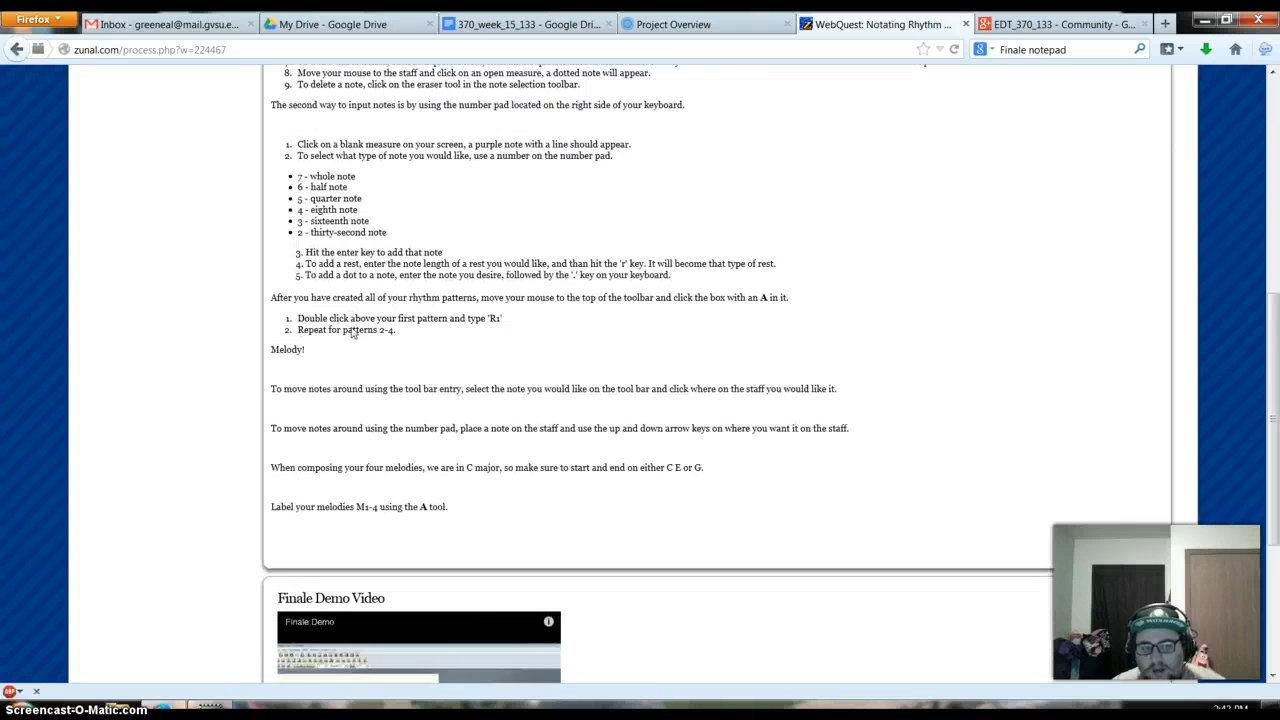 Firefox
Inbox - greeneal@mail.gvsu.e...
My Drive - Google Drive
370_week_15_133 - Google Dri...
Project Overview
WebQuest: Notating Rhythm ...
EDT_370_133 - Community - G...
zunal.com/process.php?w=224467
Finale notepad
8. Move your mouse to the staff and click on an open measure, a dotted note will appear.
9. To delete a note, click on the eraser tool in the note selection toolbar.
The second way to input notes is by using the number pad located on the right side of your keyboard.
1. Click on a blank measure on your screen, a purple note with a line should appear.
2. To select what type of note you would like, use a number on the number pad.
• 7 - whole note
• 6 - half note
• 5 - quarter note
• 4 - eighth note
• 3 - sixteenth note
• 2 - thirty-second note
3. Hit the enter key to add that note
4. To add a rest, enter the note length of a rest you would like, and than hit the 'r' key. It will become that type of rest.
5. To add a dot to a note, enter the note you desire, followed by the '.' key on your keyboard.
After you have created all of your rhythm patterns, move your mouse to the top of the toolbar and click the box with an A in it.
1. Double click above your first pattern and type 'R1'
2. Repeat for patterns 2-4.
Melody!
To move notes around using the tool bar entry, select the note you would like on the tool bar and click where on the staff you would like it.
To move notes around using the number pad, place a note on the staff and use the up and down arrow keys on where you want it on the staff.
When composing your four melodies, we are in C major, so make sure to start and end on either C E or G.
Label your melodies M1-4 using the A tool.
Finale Demo Video
Finale Demo
ABP
Screencast-O-Matic.com
2:43 PM